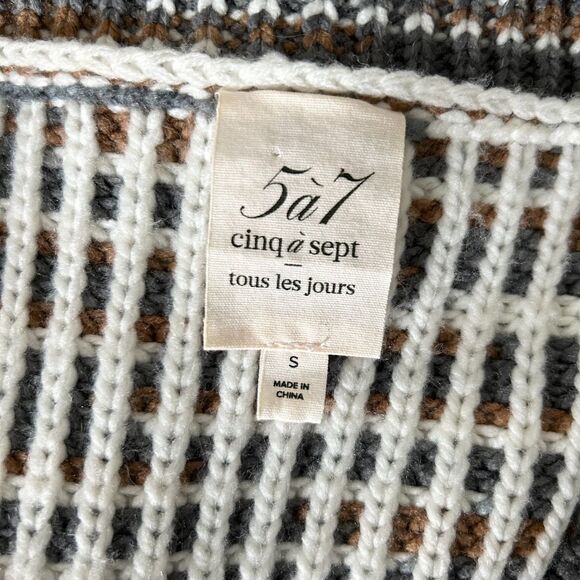 5à7
cinq à sept
tous les jours
S
MADE IN
CHINA